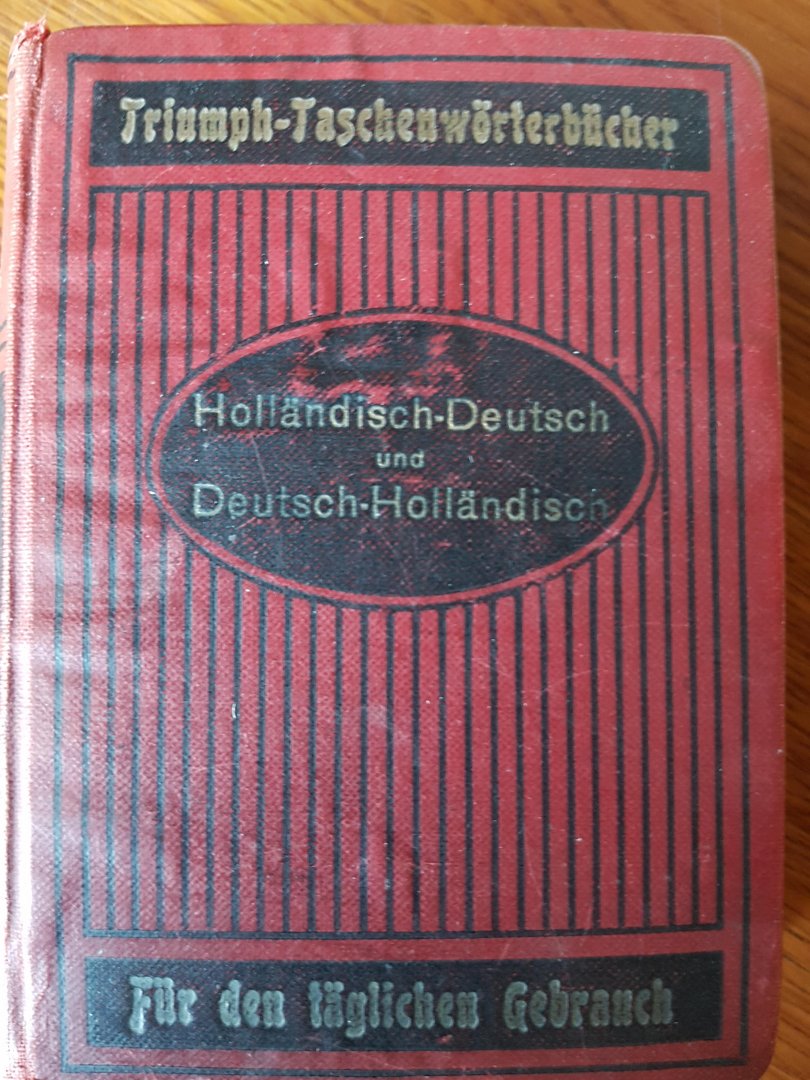 Triumph-Taschenwörterbücher
Holländisch-Deutsch
und
Deutsch-Holländisch
Für den täglichen Gebrauch